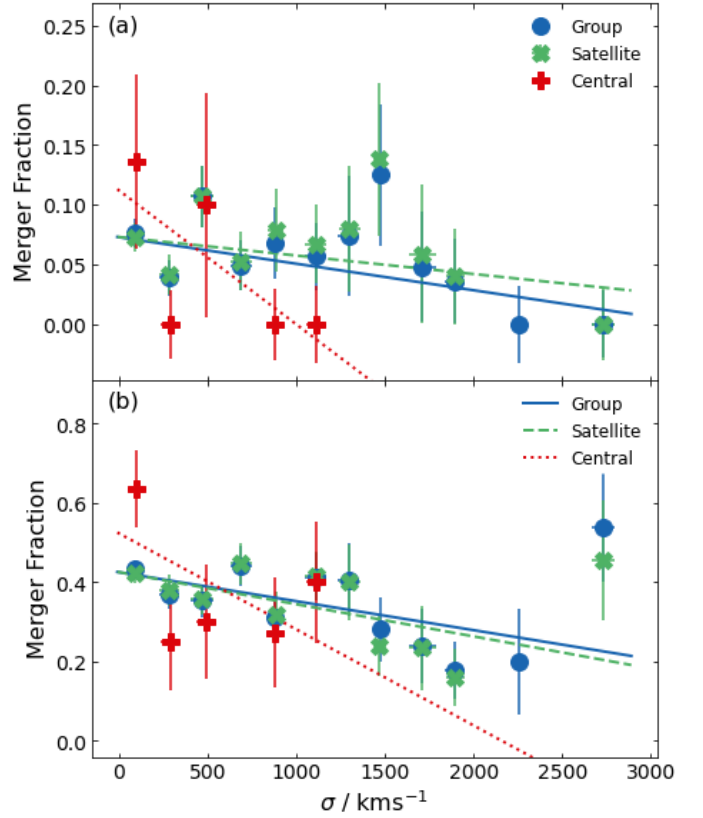 0.25
(a)
Group
Satellite
Central
0.20
0.15
0.10
0.05
0.00
Merger Fraction
(b)
Group
Satellite
Central
0.8
0.6
0.4
0.2
0.0
Merger Fraction
0 500 1000 1500 2000 2500 3000
σ / kms⁻¹